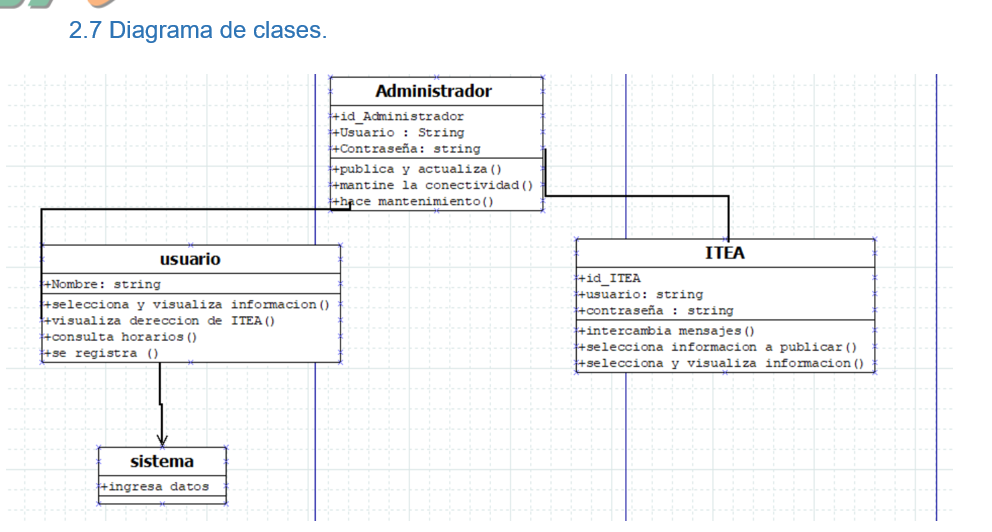 2.7 Diagrama de clases.
Administrador
+id_Administrador
+Usuario : String
+Contraseña: string
+publica y actualiza()
+mantine la conectividad()
+hace mantenimiento()
usuario
+Nombre: string
+selecciona y visualiza informacion()
+visualiza dereccion de ITEA()
+consulta horarios()
+se registra ()
ITEA
+id_ITEA
+usuario: string
+contraseña : string
+intercambia mensajes()
+selecciona informacion a publicar()
+selecciona y visualiza informacion()
sistema
+ingresa datos